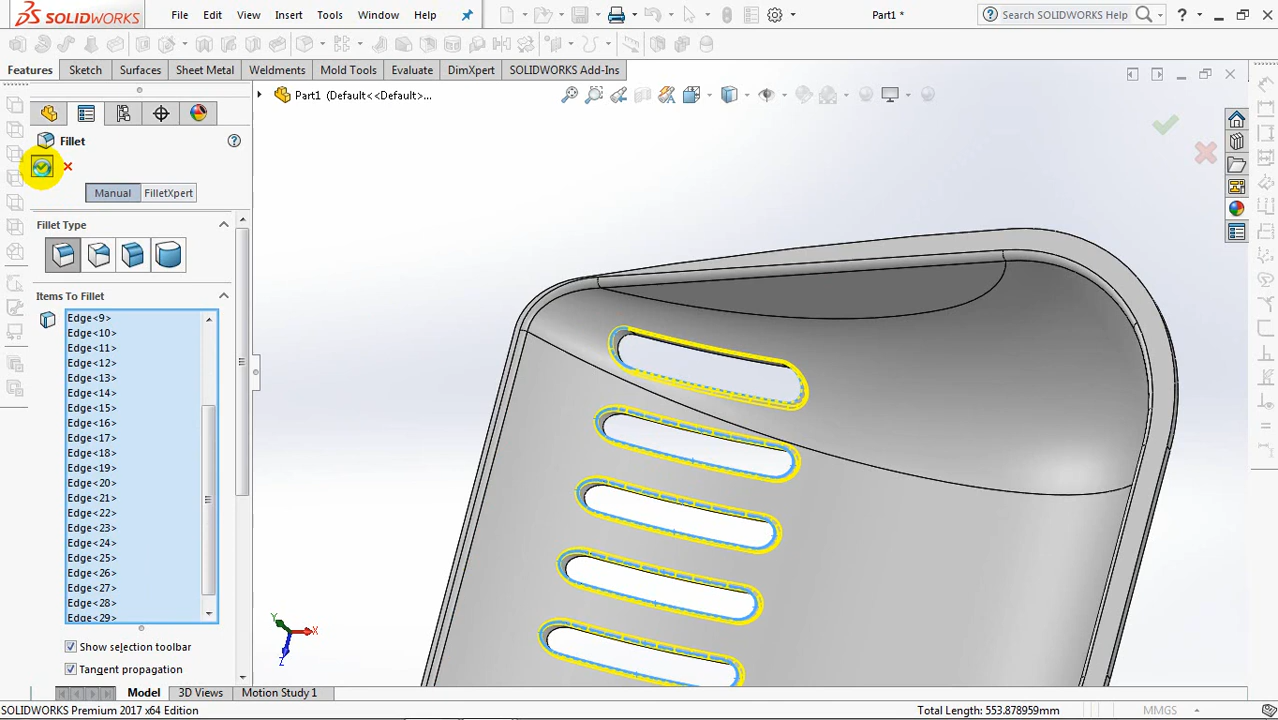 SOLIDWORKS File Edit View Insert Tools Window Help Part1 * Search SOLIDWORKS Help ?
Features Sketch Surfaces Sheet Metal Weldments Mold Tools Evaluate DimXpert SOLIDWORKS Add-Ins
Part1 (Default<<Default>...
Fillet
Manual FilletXpert
Fillet Type
Items To Fillet
Edge<9>
Edge<10>
Edge<11>
Edge<12>
Edge<13>
Edge<14>
Edge<15>
Edge<16>
Edge<17>
Edge<18>
Edge<19>
Edge<20>
Edge<21>
Edge<22>
Edge<23>
Edge<24>
Edge<25>
Edge<26>
Edge<27>
Edge<28>
Edge<29>
Show selection toolbar
Tangent propagation
Y
X
Z
Model 3D Views Motion Study 1
SOLIDWORKS Premium 2017 x64 Edition Total Length: 553.878959mm MMGS